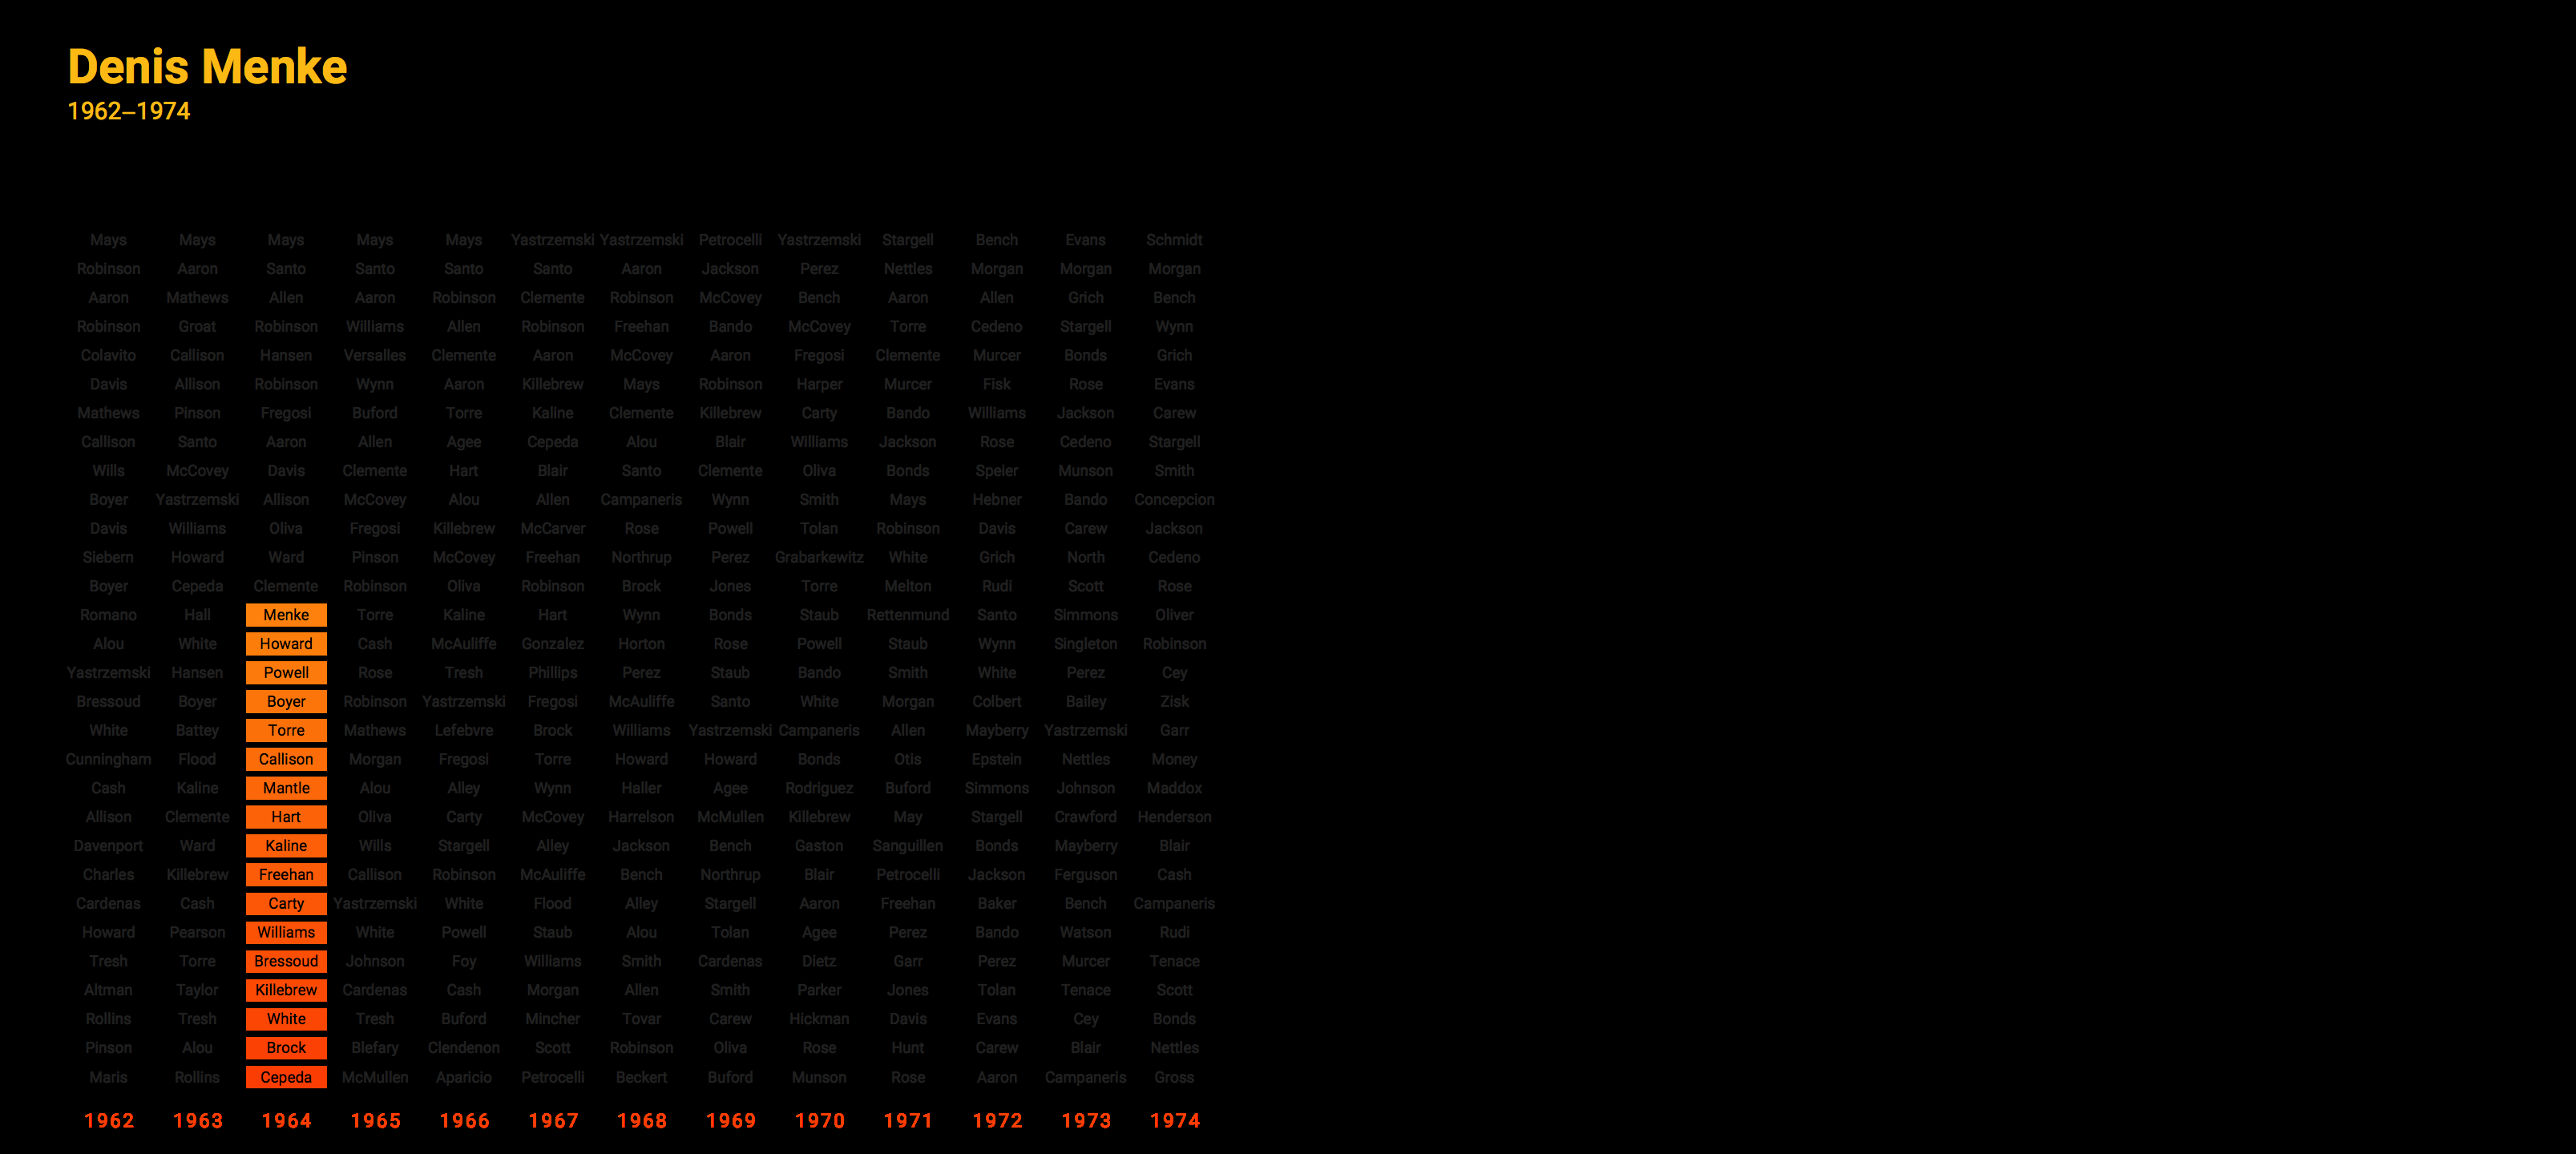 Denis Menke
1962–1974
Mays Mays Mays Mays Mays Yastrzemski Yastrzemski Petrocelli Yastrzemski Stargell Bench Evans Schmidt
Robinson Aaron Santo Santo Santo Santo Aaron Jackson Perez Nettles Morgan Morgan Morgan
Aaron Mathews Allen Aaron Robinson Clemente Robinson McCovey Bench Aaron Allen Grich Bench
Robinson Groat Robinson Williams Allen Robinson Freehan Bando McCovey Torre Cedeno Stargell Wynn
Colavito Callison Hansen Versalles Clemente Aaron McCovey Aaron Fregosi Clemente Murcer Bonds Grich
Davis Allison Robinson Wynn Aaron Killebrew Mays Robinson Harper Murcer Fisk Rose Evans
Mathews Pinson Fregosi Buford Torre Kaline Clemente Killebrew Carty Bando Williams Jackson Carew
Callison Santo Aaron Allen Agee Cepeda Alou Blair Williams Jackson Rose Cedeno Stargell
Wills McCovey Davis Clemente Hart Blair Santo Clemente Oliva Bonds Speier Munson Smith
Boyer Yastrzemski Allison McCovey Alou Allen Campaneris Wynn Smith Mays Hebner Bando Concepcion
Davis Williams Oliva Fregosi Killebrew McCarver Rose Powell Tolan Robinson Davis Carew Jackson
Siebern Howard Ward Pinson McCovey Freehan Northrup Perez Grabarkewitz White Grich North Cedeno
Boyer Cepeda Clemente Robinson Oliva Robinson Brock Jones Torre Melton Rudi Scott Rose
Romano Hall Menke Torre Kaline Hart Wynn Bonds Staub Rettenmund Santo Simmons Oliver
Alou White Howard Cash McAuliffe Gonzalez Horton Rose Powell Staub Wynn Singleton Robinson
Yastrzemski Hansen Powell Rose Tresh Phillips Perez Staub Bando Smith White Perez Cey
Bressoud Boyer Boyer Robinson Yastrzemski Fregosi McAuliffe Santo White Morgan Colbert Bailey Zisk
White Battey Torre Mathews Lefebvre Brock Williams Yastrzemski Campaneris Allen Mayberry Yastrzemski Garr
Cunningham Flood Callison Morgan Fregosi Torre Howard Howard Bonds Otis Epstein Nettles Money
Cash Kaline Mantle Alou Alley Wynn Haller Agee Rodriguez Buford Simmons Johnson Maddox
Allison Clemente Hart Oliva Carty McCovey Harrelson McMullen Killebrew May Stargell Crawford Henderson
Davenport Ward Kaline Wills Stargell Alley Jackson Bench Gaston Sanguillen Bonds Mayberry Blair
Charles Killebrew Freehan Callison Robinson McAuliffe Bench Northrup Blair Petrocelli Jackson Ferguson Cash
Cardenas Cash Carty Yastrzemski White Flood Alley Stargell Aaron Freehan Baker Bench Campaneris
Howard Pearson Williams White Powell Staub Alou Tolan Agee Perez Bando Watson Rudi
Tresh Torre Bressoud Johnson Foy Williams Smith Cardenas Dietz Garr Perez Murcer Tenace
Altman Taylor Killebrew Cardenas Cash Morgan Allen Smith Parker Jones Tolan Tenace Scott
Rollins Tresh White Tresh Buford Mincher Tovar Carew Hickman Davis Evans Cey Bonds
Pinson Alou Brock Blefary Clendenon Scott Robinson Oliva Rose Hunt Carew Blair Nettles
Maris Rollins Cepeda McMullen Aparicio Petrocelli Beckert Buford Munson Rose Aaron Campaneris Gross
1962 1963 1964 1965 1966 1967 1968 1969 1970 1971 1972 1973 1974